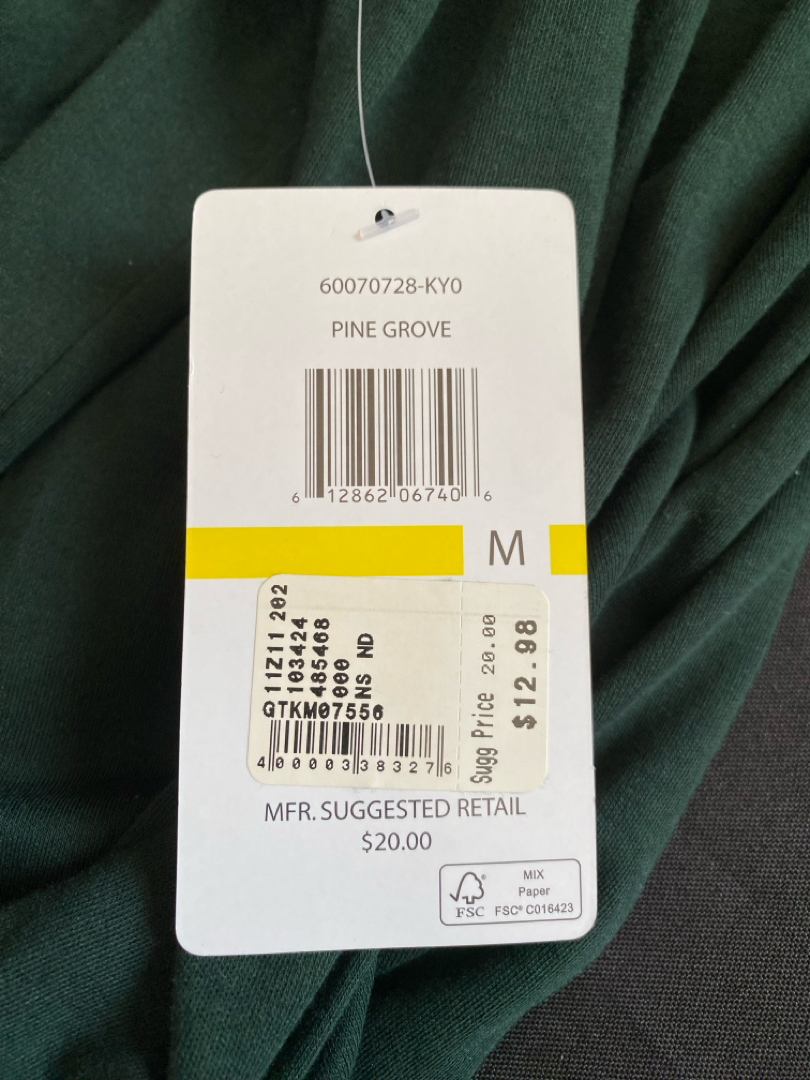 60070728-KY0
PINE GROVE
6 12862 06740 6
M
11Z11 202
103424
485468
000
NS ND
QTKM07556
4 00003 38327 6
Sugg Price 20.00
$12.98
MFR. SUGGESTED RETAIL
$20.00
MIX
Paper
FSC® C016423
FSC